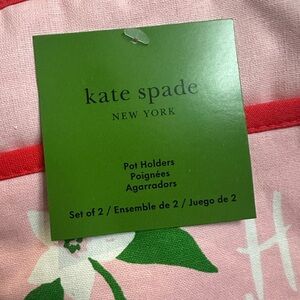 kate spade
NEW YORK
Pot Holders
Poignées
Agarradors
Set of 2 / Ensemble de 2 / Juego de 2
H